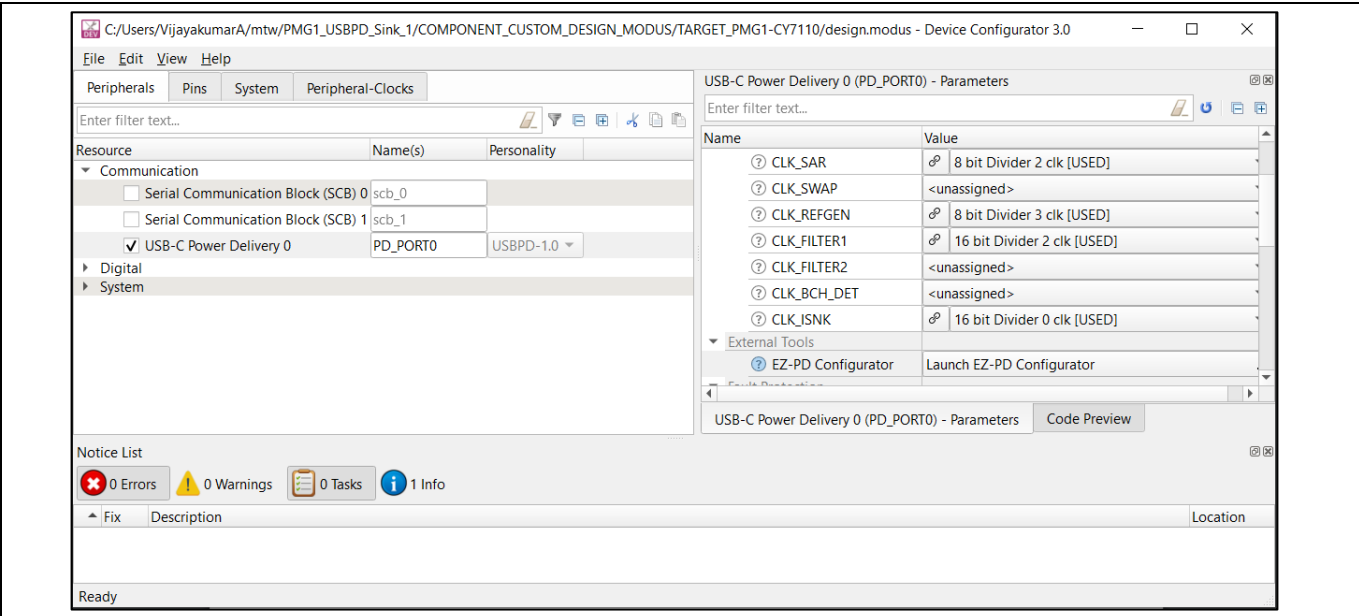 C:/Users/VijayakumarA/mtw/PMG1_USBPD_Sink_1/COMPONENT_CUSTOM_DESIGN_MODUS/TARGET_PMG1-CY7110/design.modus - Device Configurator 3.0
File Edit View Help
Peripherals Pins System Peripheral-Clocks
Enter filter text...
Resource Name(s) Personality
Communication
Serial Communication Block (SCB) 0 scb_0
Serial Communication Block (SCB) 1 scb_1
USB-C Power Delivery 0 PD_PORT0 USBPD-1.0
Digital
System
USB-C Power Delivery 0 (PD_PORT0) - Parameters
Enter filter text...
Name Value
CLK_SAR 8 bit Divider 2 clk [USED]
CLK_SWAP <unassigned>
CLK_REFGEN 8 bit Divider 3 clk [USED]
CLK_FILTER1 16 bit Divider 2 clk [USED]
CLK_FILTER2 <unassigned>
CLK_BCH_DET <unassigned>
CLK_ISNK 16 bit Divider 0 clk [USED]
External Tools
EZ-PD Configurator Launch EZ-PD Configurator
Fault Protection
USB-C Power Delivery 0 (PD_PORT0) - Parameters Code Preview
Notice List
0 Errors 0 Warnings 0 Tasks 1 Info
Fix Description Location
Ready